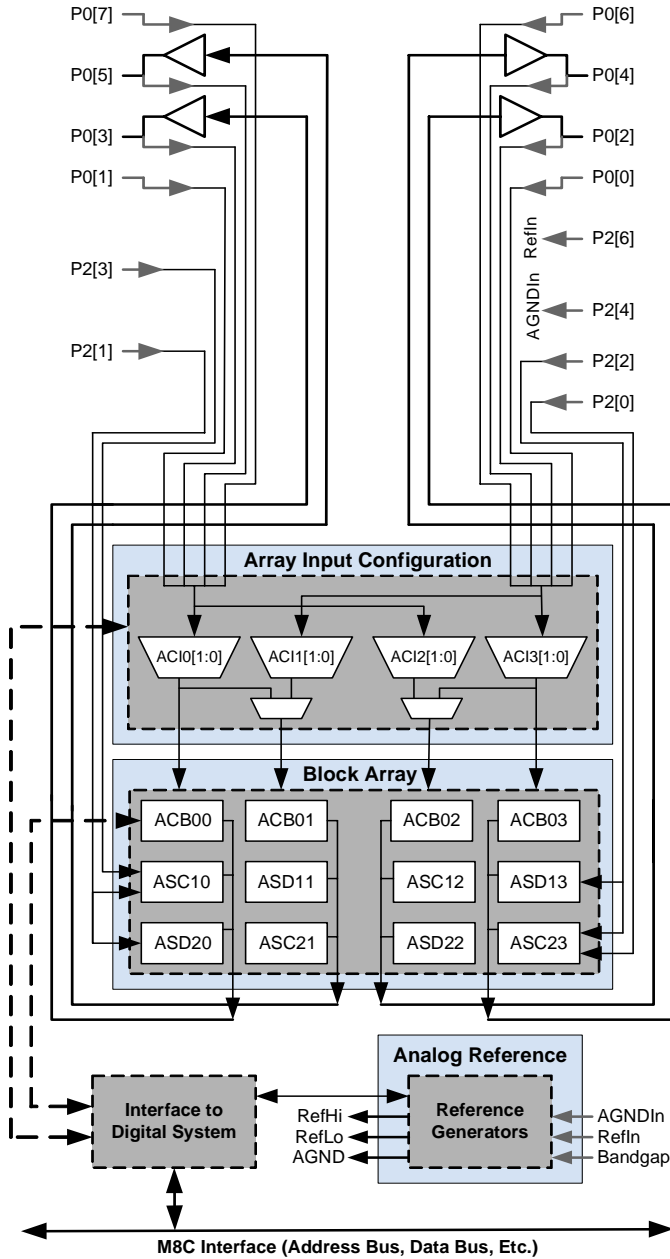 P0[7] P0[6]
P0[5] P0[4]
P0[3] P0[2]
P0[1] P0[0]
RefIn P2[6]
P2[3]
AGNDIn P2[4]
P2[1] P2[2]
P2[0]
Array Input Configuration
ACI0[1:0] ACI1[1:0] ACI2[1:0] ACI3[1:0]
Block Array
ACB00 ACB01 ACB02 ACB03
ASC10 ASD11 ASC12 ASD13
ASD20 ASC21 ASD22 ASC23
Analog Reference
Interface to
Digital System
RefHi
RefLo
AGND
Reference
Generators
AGNDIn
RefIn
Bandgap
M8C Interface (Address Bus, Data Bus, Etc.)